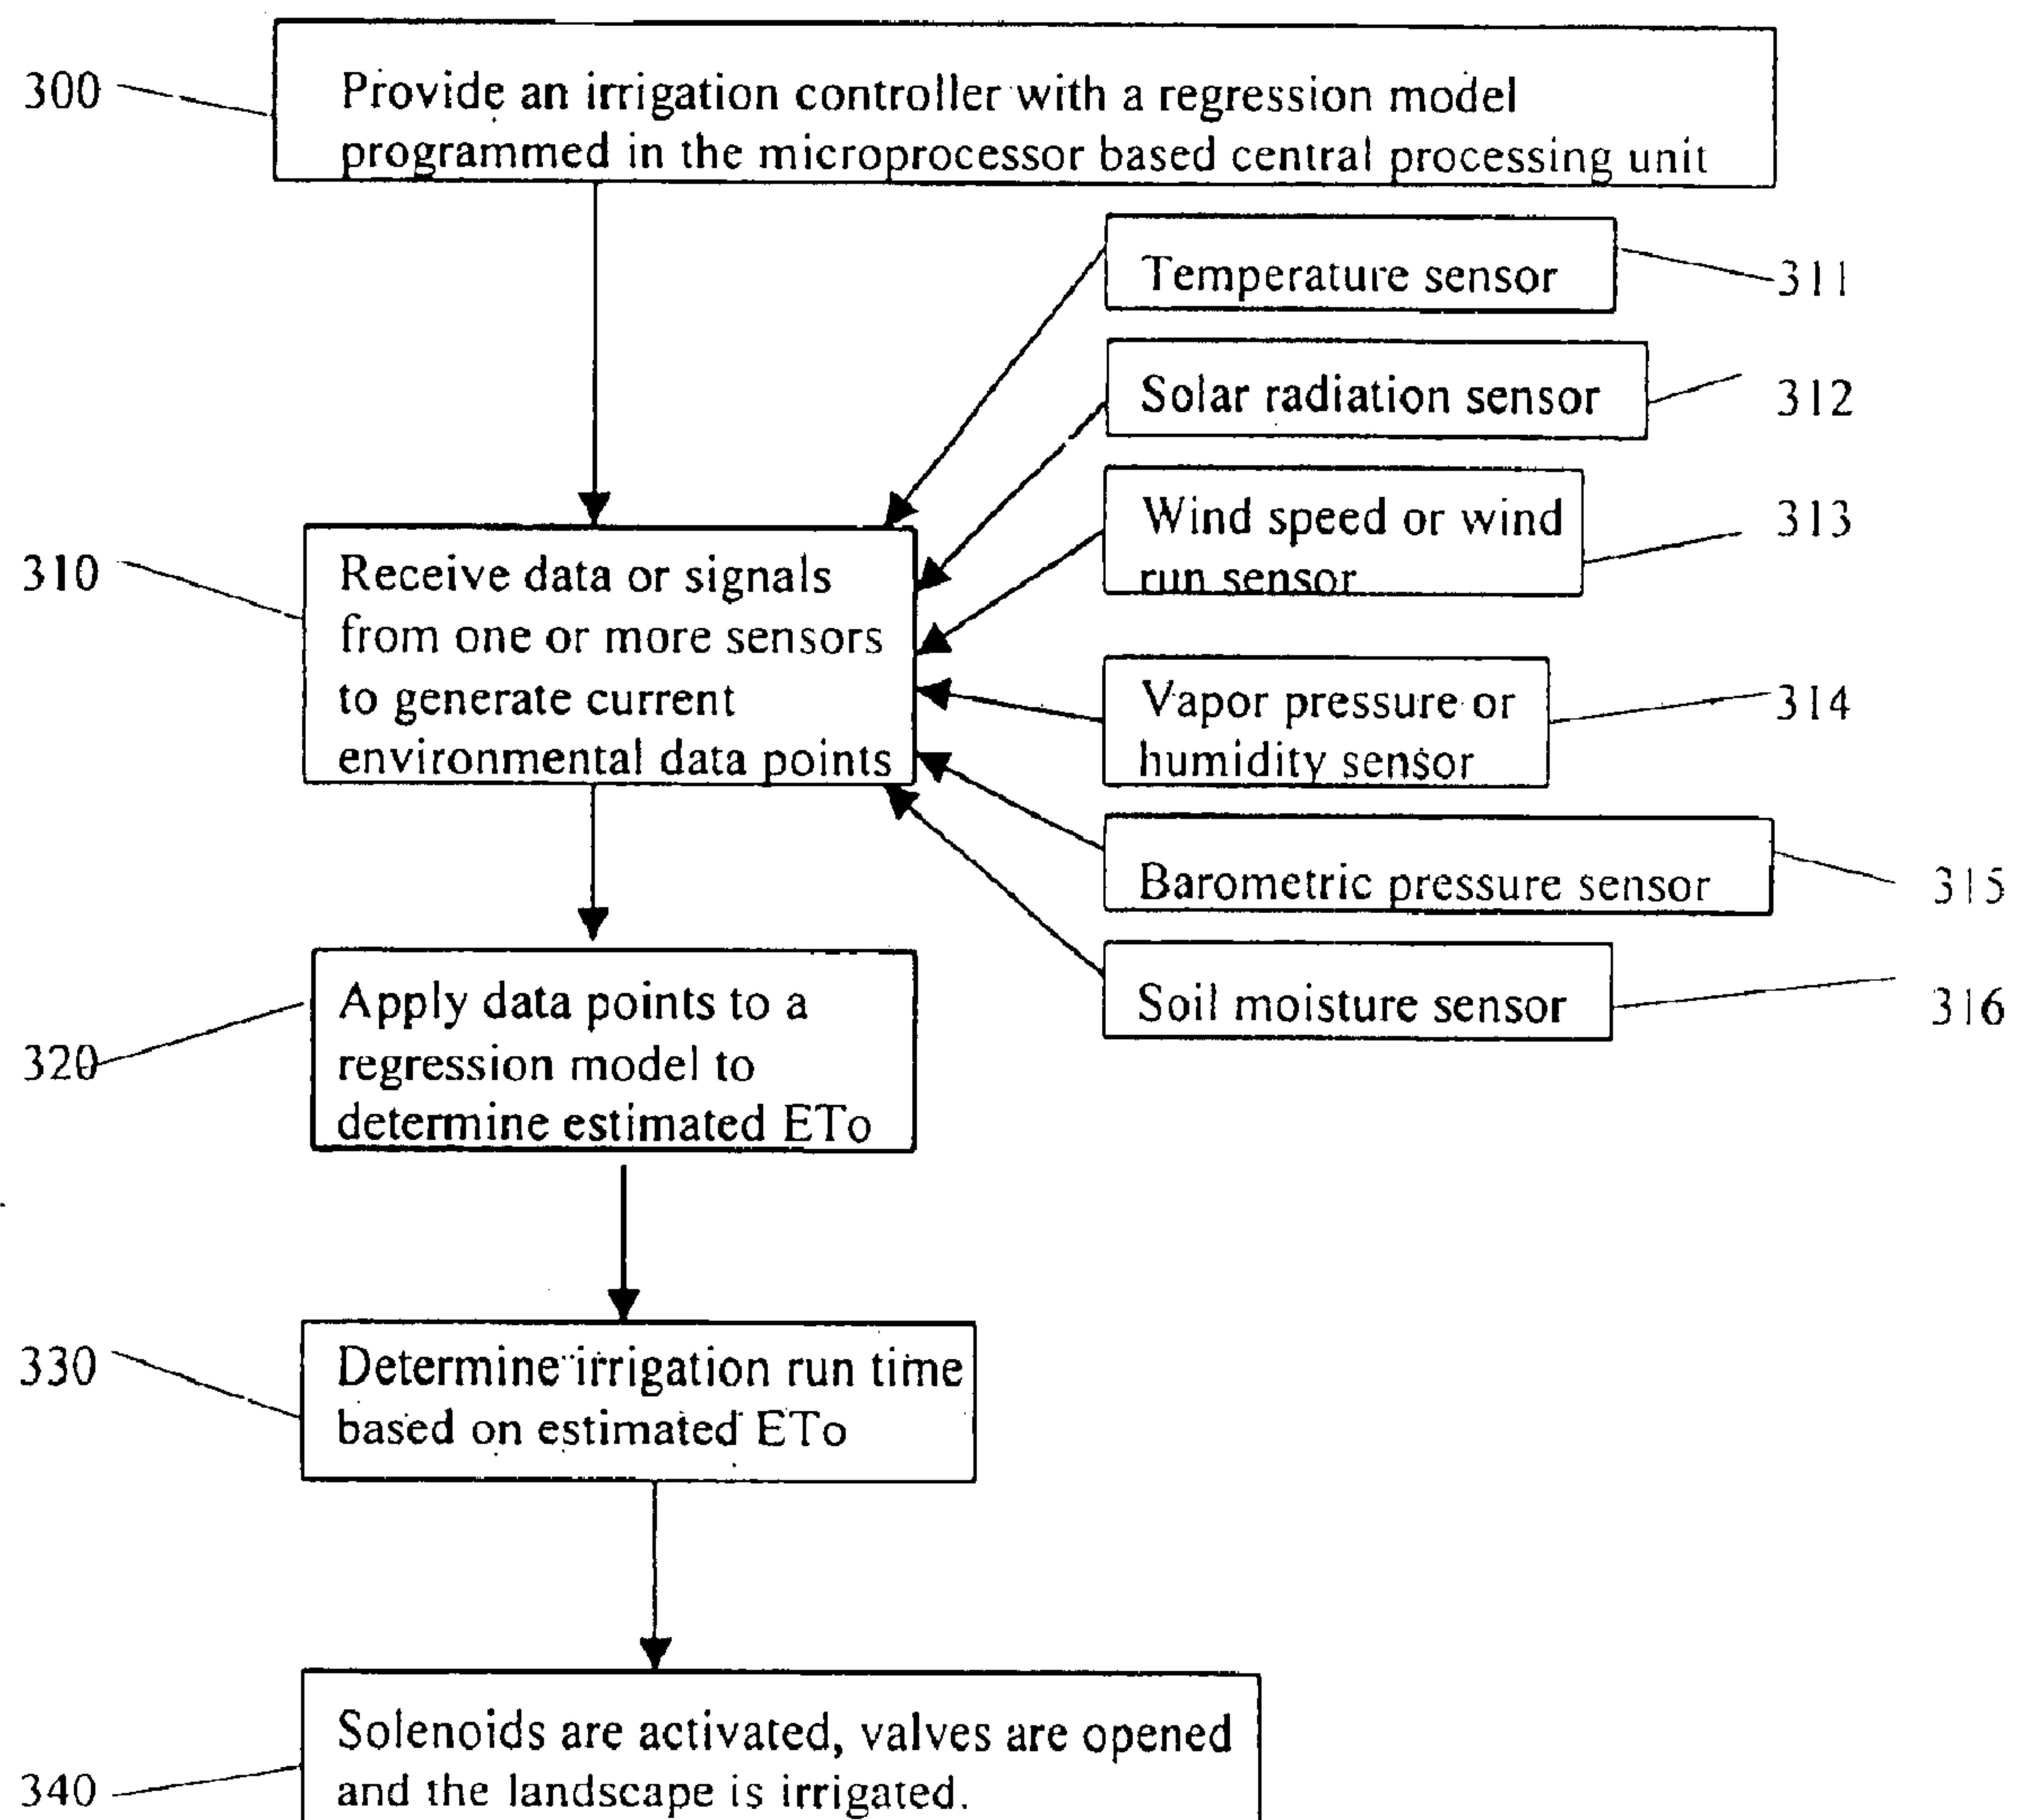 300
Provide an irrigation controller with a regression model
programmed in the microprocessor based central processing unit
Temperature sensor
311
Solar radiation sensor
312
Wind speed or wind
run sensor
313
310
Receive data or signals
from one or more sensors
to generate current
environmental data points
Vapor pressure or
humidity sensor
314
Barometric pressure sensor
315
Soil moisture sensor
316
320
Apply data points to a
regression model to
determine estimated ETo
330
Determine irrigation run time
based on estimated ETo
340
Solenoids are activated, valves are opened
and the landscape is irrigated.